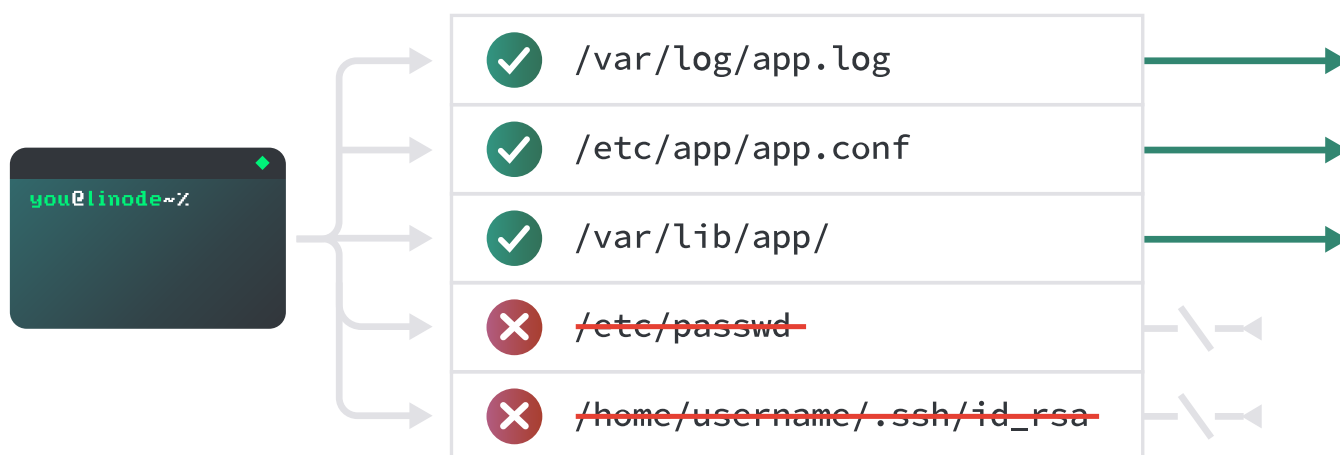 you@linode~%
/var/log/app.log
/etc/app/app.conf
/var/lib/app/
/etc/passwd
/home/username/.ssh/id_rsa